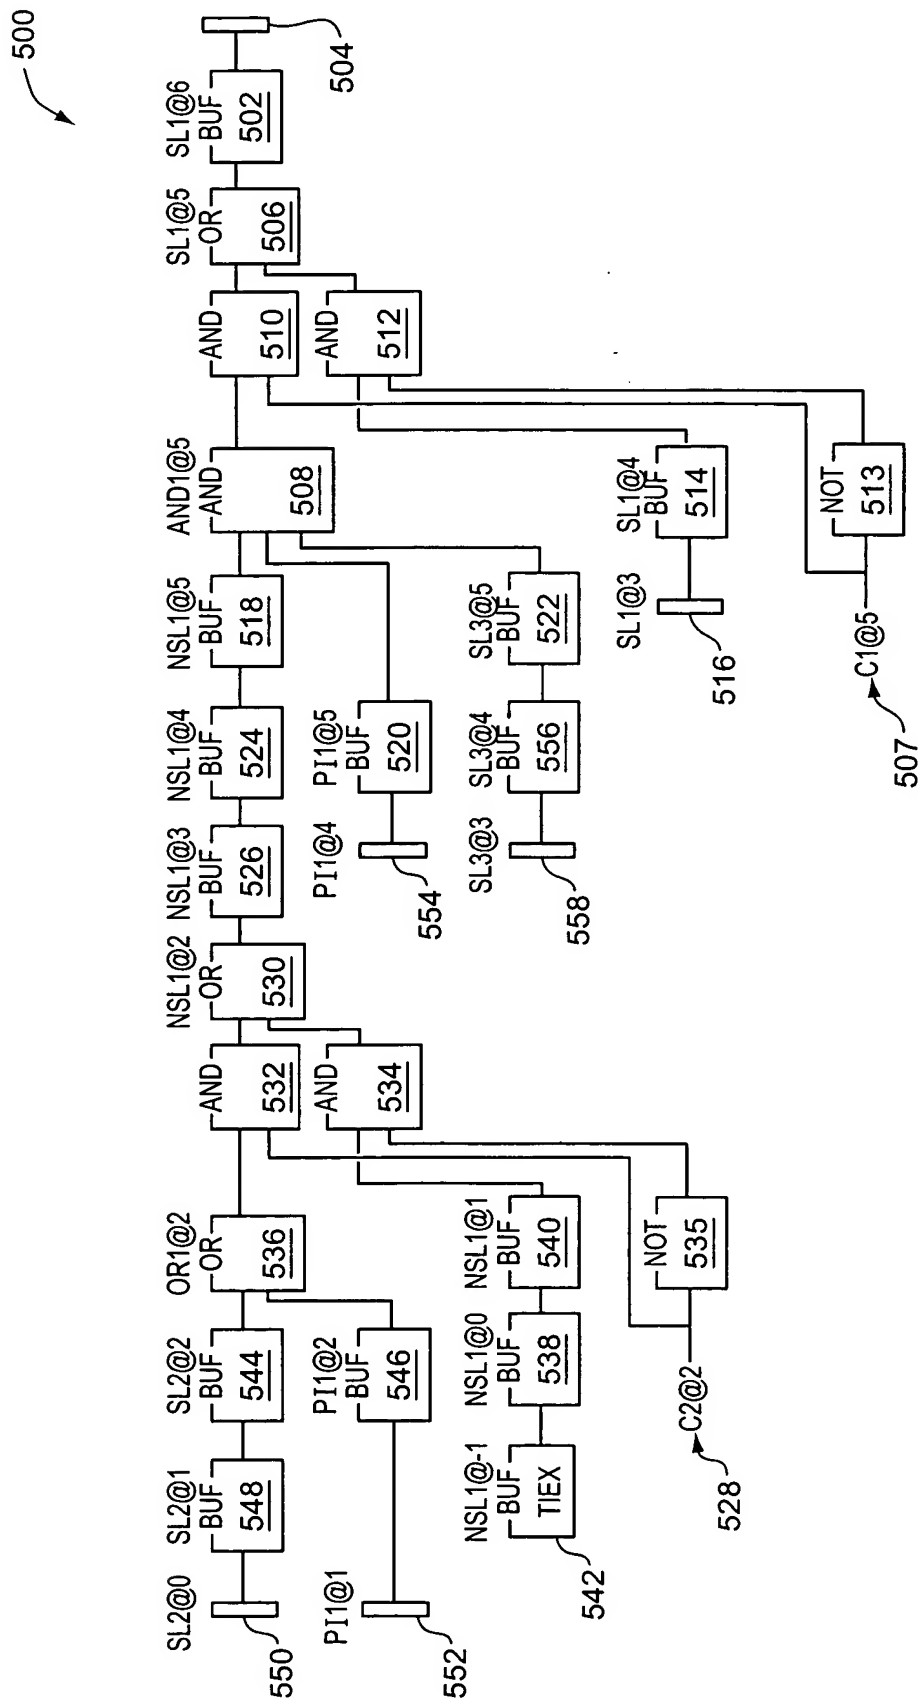 500
504
SL1@6
BUF
502
SL1@5
OR
506
AND
510
AND
512
AND1@5
AND
508
SL1@4
BUF
514
SL1@3
516
NOT
513
C1@5
507
NSL1@5
BUF
518
NSL1@4
BUF
524
NSL1@3
BUF
526
NSL1@2
OR
530
PI1@5
BUF
520
PI1@4
554
SL3@5
BUF
522
SL3@4
BUF
556
SL3@3
558
AND
532
AND
534
OR1@2
OR
536
SL2@2
BUF
544
SL2@1
BUF
548
SL2@0
550
PI1@2
BUF
546
PI1@1
552
NSL1@1
BUF
540
NSL1@0
BUF
538
NSL1@-1
BUF
TIEX
542
NOT
535
C2@2
528